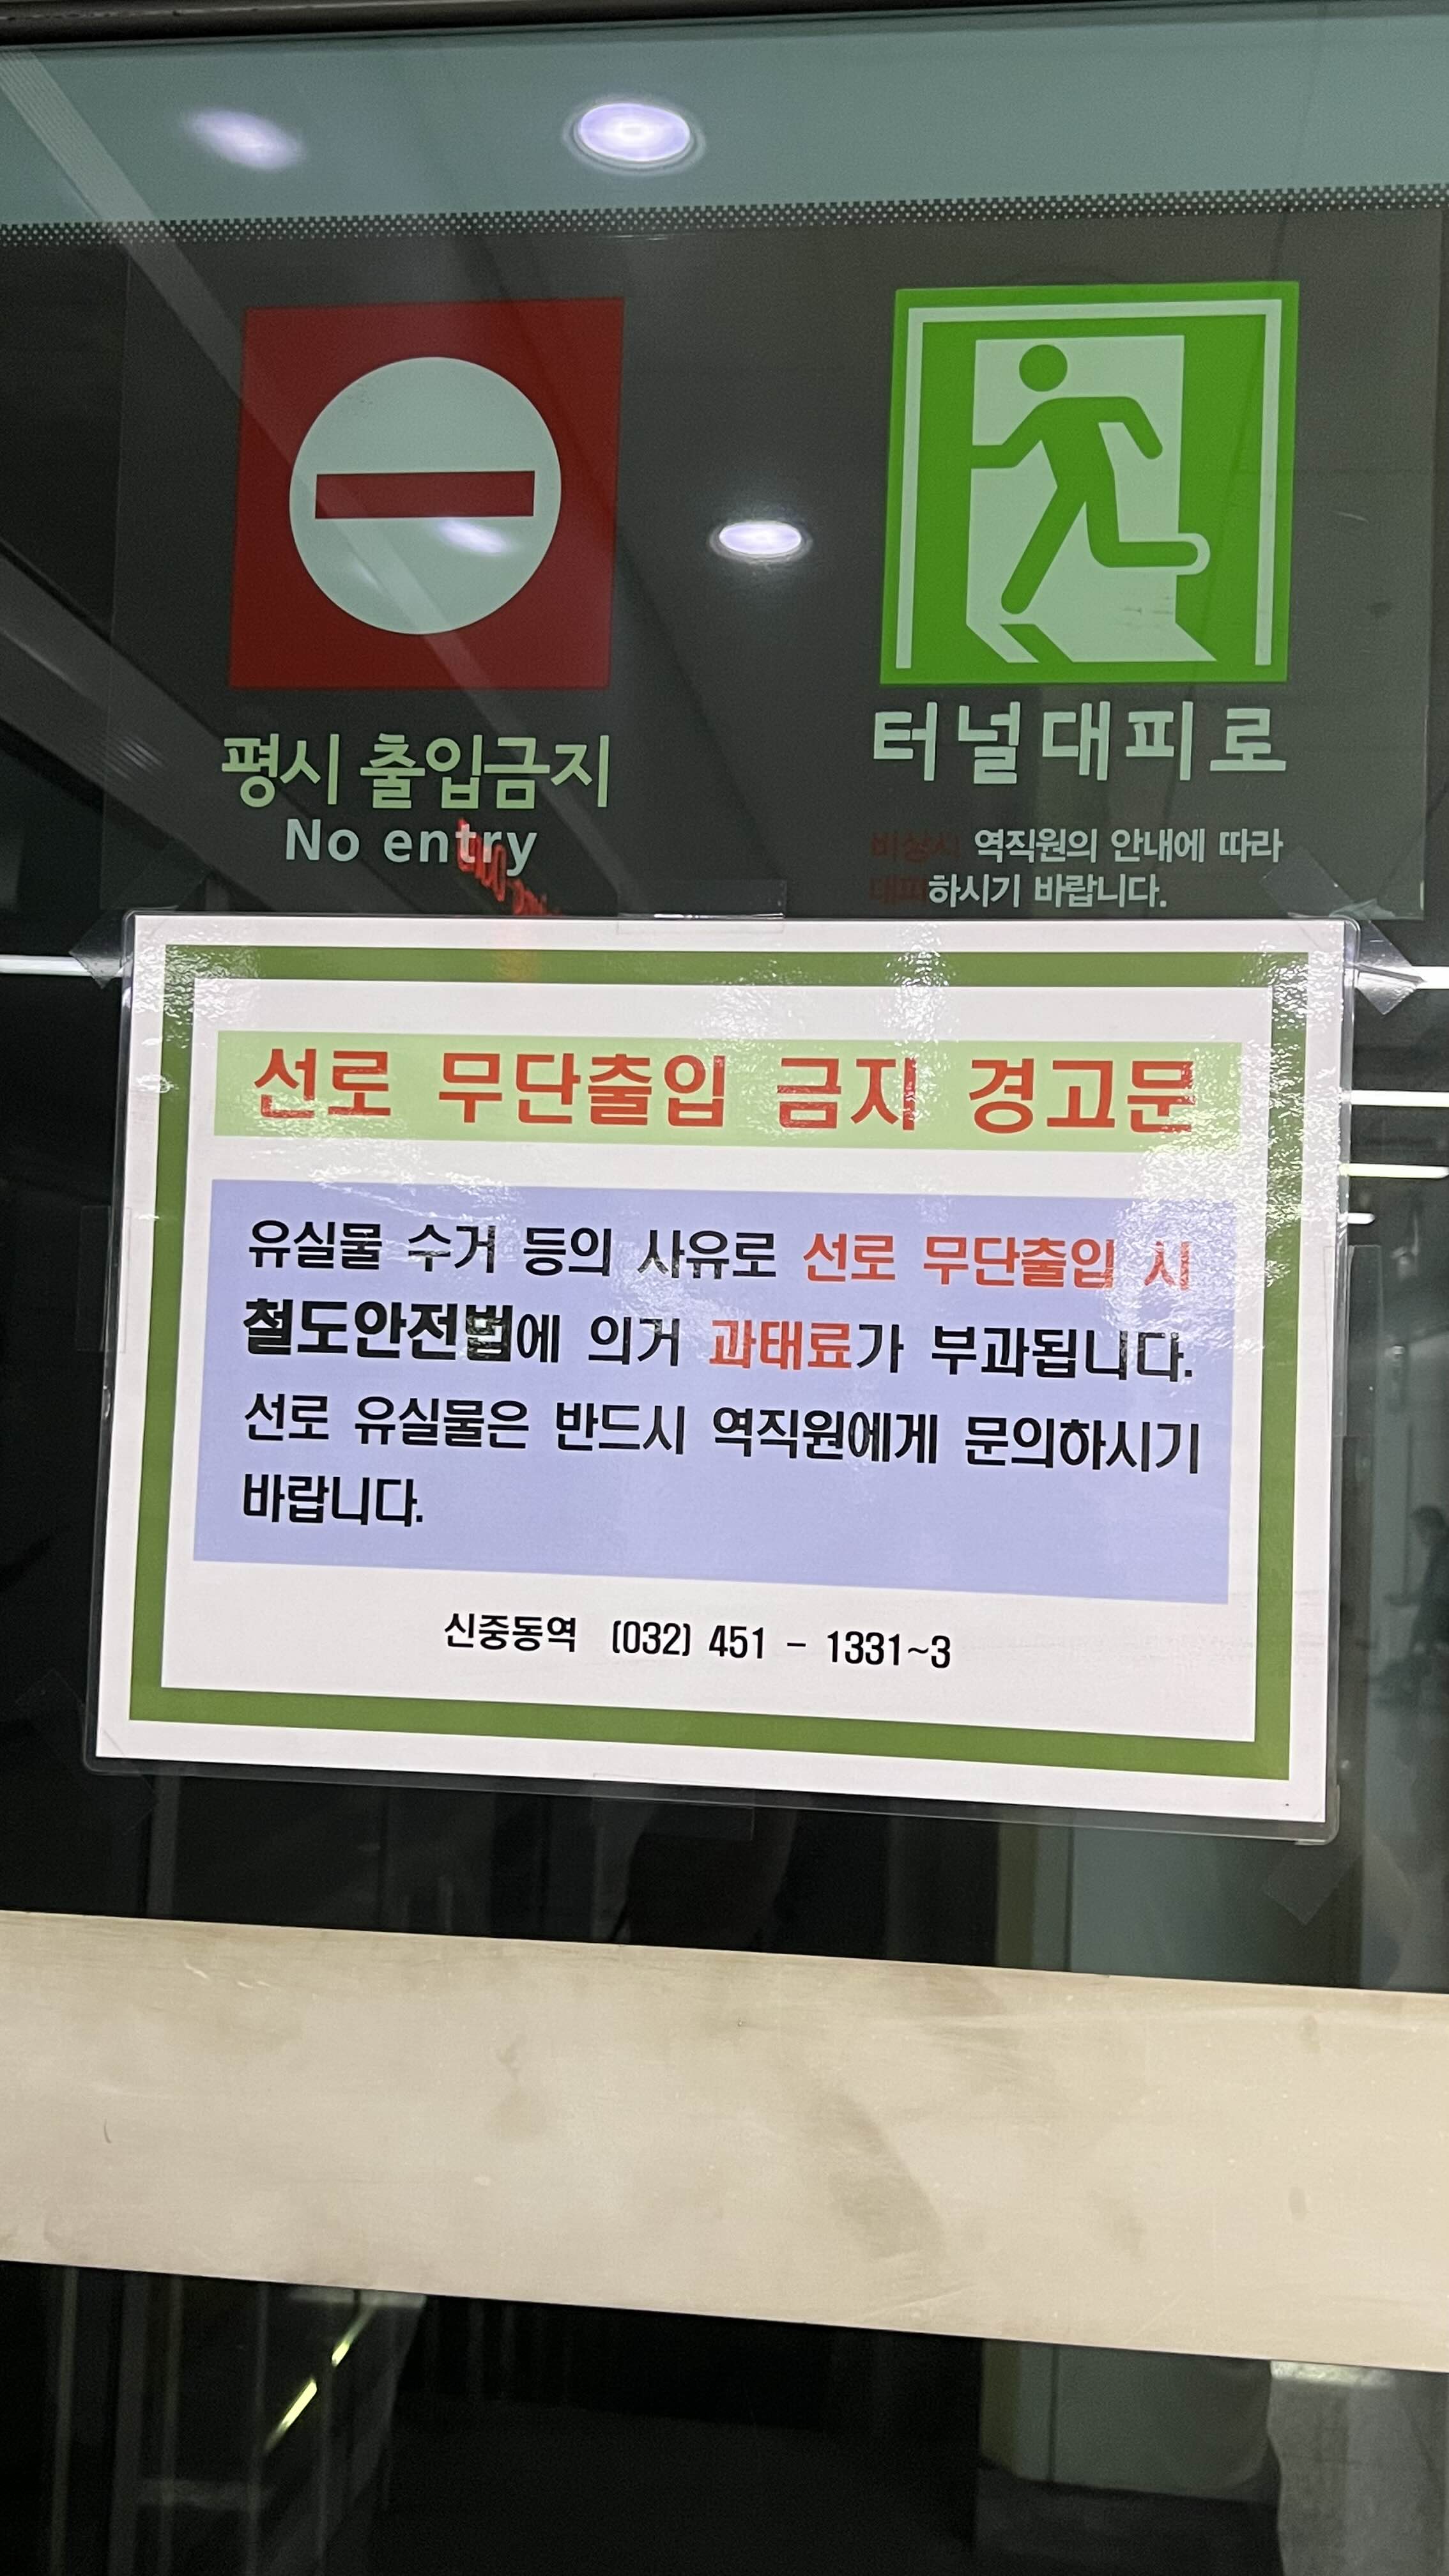 평시 출입금지
No entry
터널대피로
비상시 역직원의 안내에 따라
대피하시기 바랍니다.
선로 무단출입 금지 경고문
유실물 수거 등의 사유로 선로 무단출입 시
철도안전법에 의거 과태료가 부과됩니다.
선로 유실물은 반드시 역직원에게 문의하시기
바랍니다.
신중동역 (032) 451 - 1331~3